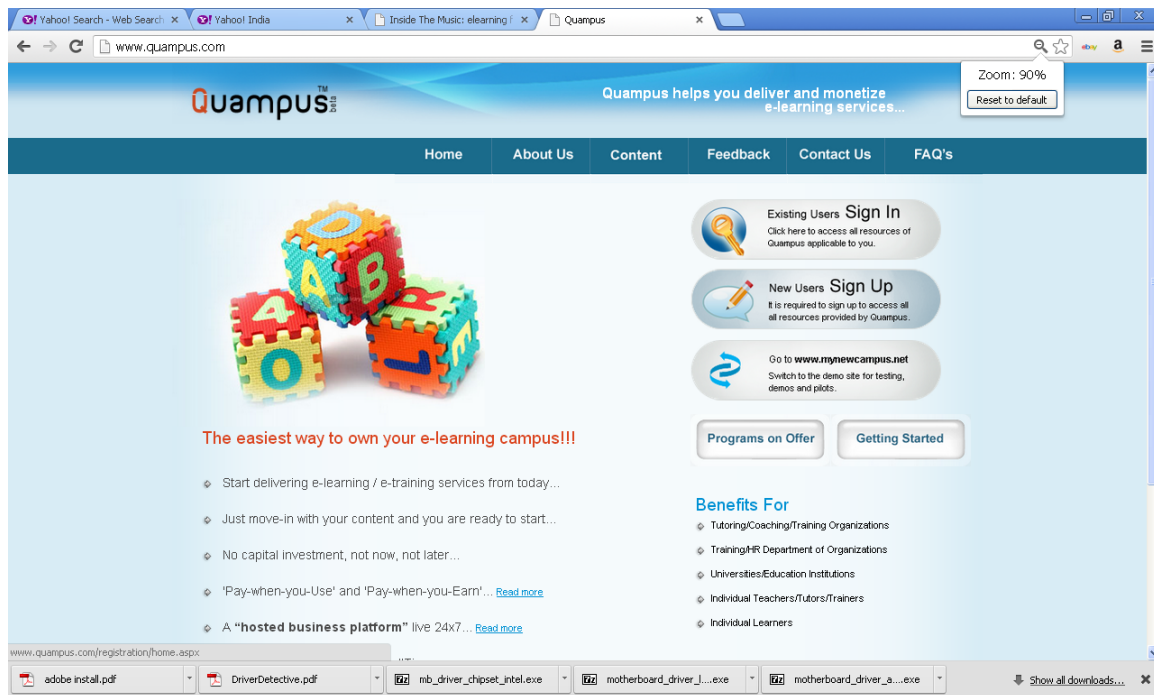 Yahoo! Search - Web Search
Yahoo! India
Inside The Music: elearning f
Quampus
www.quampus.com
ebay
a
Zoom: 90%
Reset to default
Quampus TM beta
Quampus helps you deliver and monetize
e-learning services...
Home About Us Content Feedback Contact Us FAQ's
D
A B R
4
O L E
Existing Users Sign In
Click here to access all resources of
Quampus applicable to you.
New Users Sign Up
It is required to sign up to access all
all resources provided by Quampus.
Go to www.mynewcampus.net
Switch to the demo site for testing,
demos and pilots.
Programs on Offer
Getting Started
The easiest way to own your e-learning campus!!!
Start delivering e-learning / e-training services from today...
Just move-in with your content and you are ready to start...
No capital investment, not now, not later...
'Pay-when-you-Use' and 'Pay-when-you-Earn'... Read more
A “hosted business platform” live 24x7... Read more
Benefits For
Tutoring/Coaching/Training Organizations
Training/HR Department of Organizations
Universities/Education Institutions
Individual Teachers/Tutors/Trainers
Individual Learners
www.quampus.com/registration/home.aspx
adobe install.pdf
DriverDetective.pdf
mb_driver_chipset_intel.exe
motherboard_driver_l....exe
motherboard_driver_a....exe
Show all downloads...